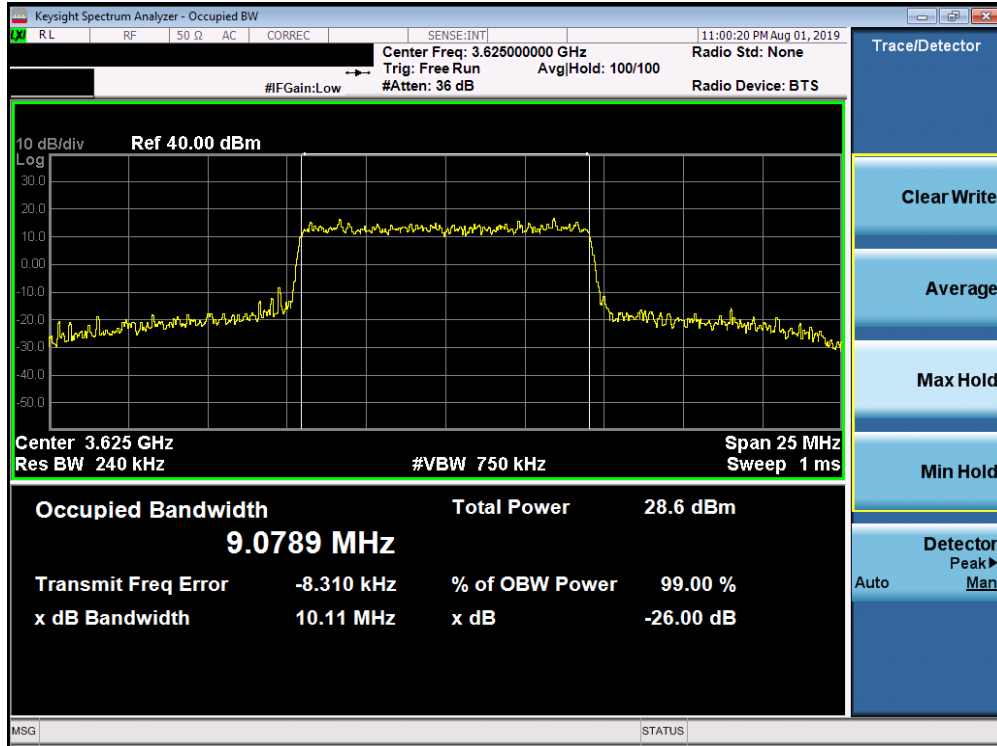 Keysight Spectrum Analyzer - Occupied BW
LXI RL RF 50 Ω AC CORREC SENSE:INT 11:00:20 PM Aug 01, 2019
Center Freq: 3.625000000 GHz Radio Std: None
Trig: Free Run Avg|Hold: 100/100
#IFGain:Low #Atten: 36 dB Radio Device: BTS
10 dB/div Ref 40.00 dBm
Log
30.0
20.0
10.0
0.00
-10.0
-20.0
-30.0
-40.0
-50.0
Center 3.625 GHz Span 25 MHz
Res BW 240 kHz #VBW 750 kHz Sweep 1 ms
Occupied Bandwidth Total Power 28.6 dBm
9.0789 MHz
Transmit Freq Error -8.310 kHz % of OBW Power 99.00 %
x dB Bandwidth 10.11 MHz x dB -26.00 dB
Trace/Detector
Clear Write
Average
Max Hold
Min Hold
Detector
Peak▶
Auto Man
MSG STATUS